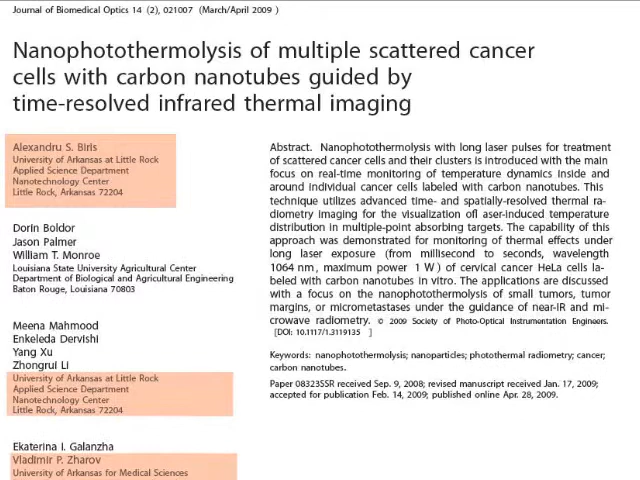 Journal of Biomedical Optics 14 (2), 021007 (March/April 2009 )
Nanophotothermolysis of multiple scattered cancer
cells with carbon nanotubes guided by
time-resolved infrared thermal imaging
Alexandru S. Biris
University of Arkansas at Little Rock
Applied Science Department
Nanotechnology Center
Little Rock, Arkansas 72204
Dorin Boldor
Jason Palmer
William T. Monroe
Louisiana State University Agricultural Center
Department of Biological and Agricultural Engineering
Baton Rouge, Louisiana 70803
Meena Mahmood
Enkeleda Dervishi
Yang Xu
Zhongrui Li
University of Arkansas at Little Rock
Applied Science Department
Nanotechnology Center
Little Rock, Arkansas 72204
Ekaterina I. Galanzha
Vladimir P. Zharov
University of Arkansas for Medical Sciences
Abstract. Nanophotothermolysis with long laser pulses for treatment
of scattered cancer cells and their clusters is introduced with the main
focus on real-time monitoring of temperature dynamics inside and
around individual cancer cells labeled with carbon nanotubes. This
technique utilizes advanced time- and spatially-resolved thermal ra-
diometry imaging for the visualization ofl aser-induced temperature
distribution in multiple-point absorbing targets. The capability of this
approach was demonstrated for monitoring of thermal effects under
long laser exposure (from millisecond to seconds, wavelength
1064 nm, maximum power 1 W) of cervical cancer HeLa cells la-
beled with carbon nanotubes in vitro. The applications are discussed
with a focus on the nanophotothermolysis of small tumors, tumor
margins, or micrometastases under the guidance of near-IR and mi-
crowave radiometry. © 2009 Society of Photo-Optical Instrumentation Engineers.
[DOI: 10.1117/1.3119135 ]
Keywords: nanophotothermolysis; nanoparticles; photothermal radiometry; cancer;
carbon nanotubes.
Paper 08323SSR received Sep. 9, 2008; revised manuscript received Jan. 17, 2009;
accepted for publication Feb. 14, 2009; published online Apr. 28, 2009.